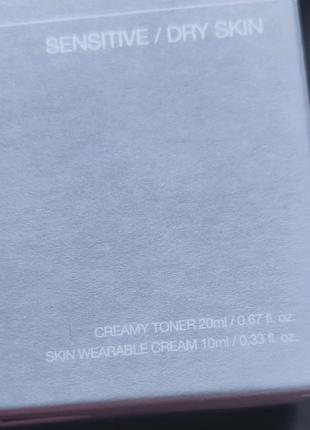 SENSITIVE / DRY SKIN
CREAMY TONER 20ml / 0.67 fl. oz.
SKIN WEARABLE CREAM 10ml / 0.33 fl. oz.